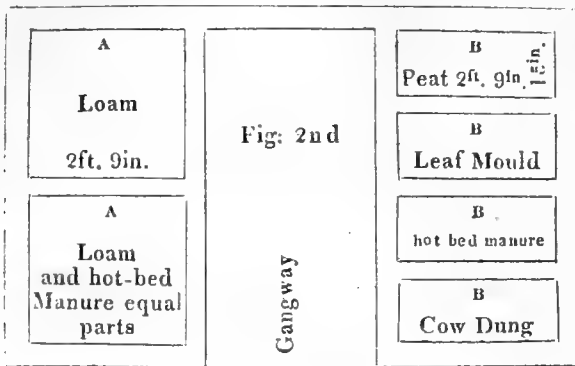 A
Loam
2ft. 9in.
A
Loam
and hot-bed
Manure equal
parts
Fig: 2nd
Gangway
B
Peat 2ft. 9in.
B
Leaf Mould
B
hot bed manure
B
Cow Dung